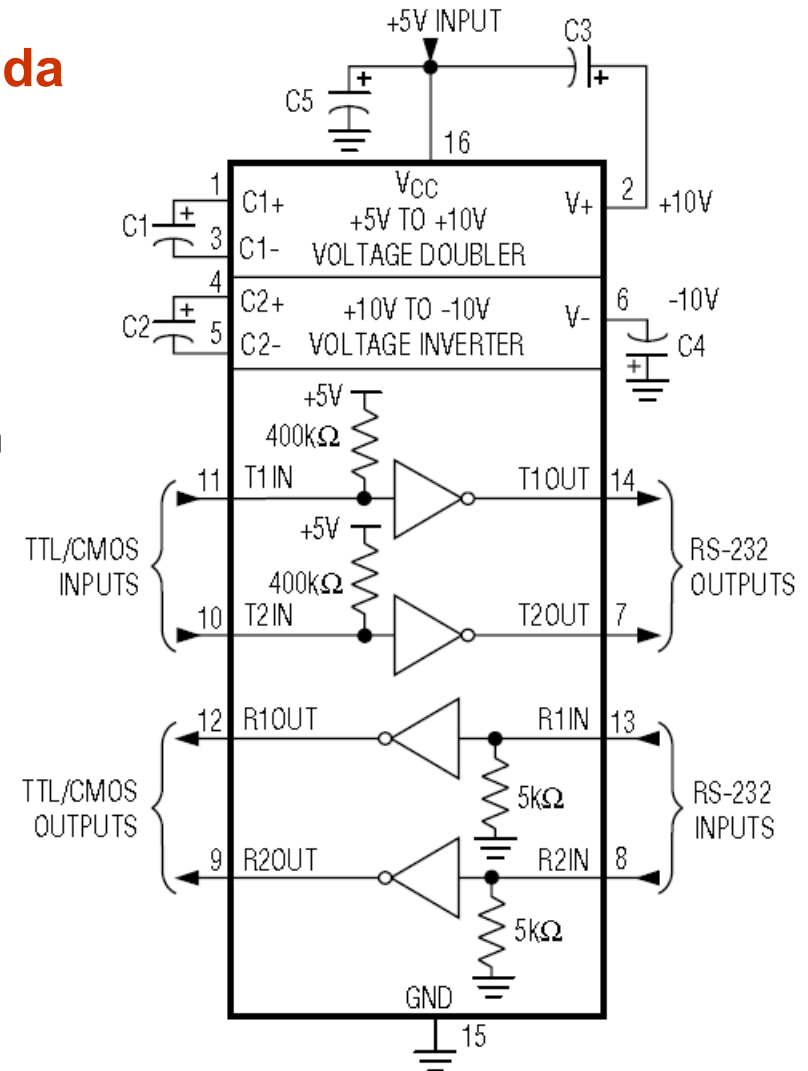 da
+5V INPUT
C3
+
+
C5
16
1
VCC
2
C1+
V+
+10V
+5V TO +10V
C1
+
3
C1-
VOLTAGE DOUBLER
4
C2+
+10V TO -10V
6
-10V
V-
C2
+
5
C2-
VOLTAGE INVERTER
C4
+
+5V
400kΩ
11
T1IN
T1OUT
14
+5V
TTL/CMOS
INPUTS
RS-232
OUTPUTS
400kΩ
10
T2IN
T2OUT
7
12
R1OUT
R1IN
13
TTL/CMOS
OUTPUTS
5kΩ
RS-232
INPUTS
9
R2OUT
R2IN
8
5kΩ
GND
15